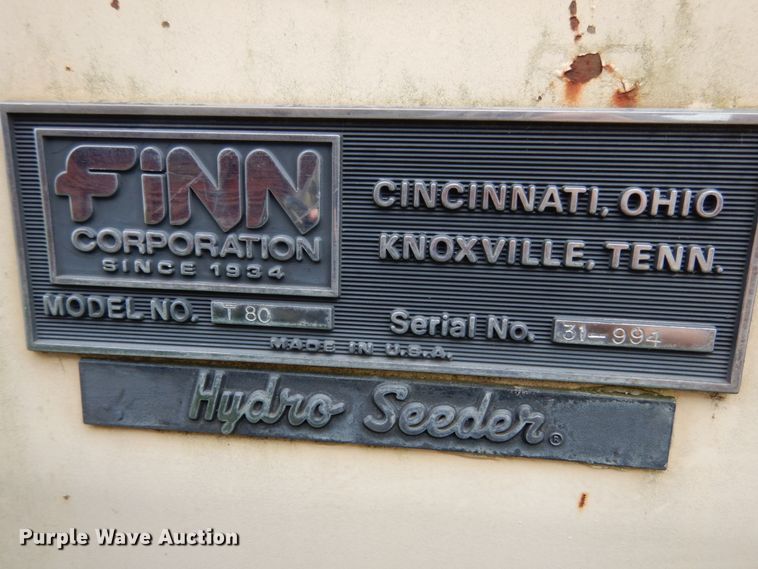 FiNN
CORPORATION
SINCE 1934
CINCINNATI, OHIO
KNOXVILLE, TENN.
MODEL NO. T 80
Serial No. 31-994
MADE IN U.S.A.
Hydro Seeder®
Purple Wave Auction